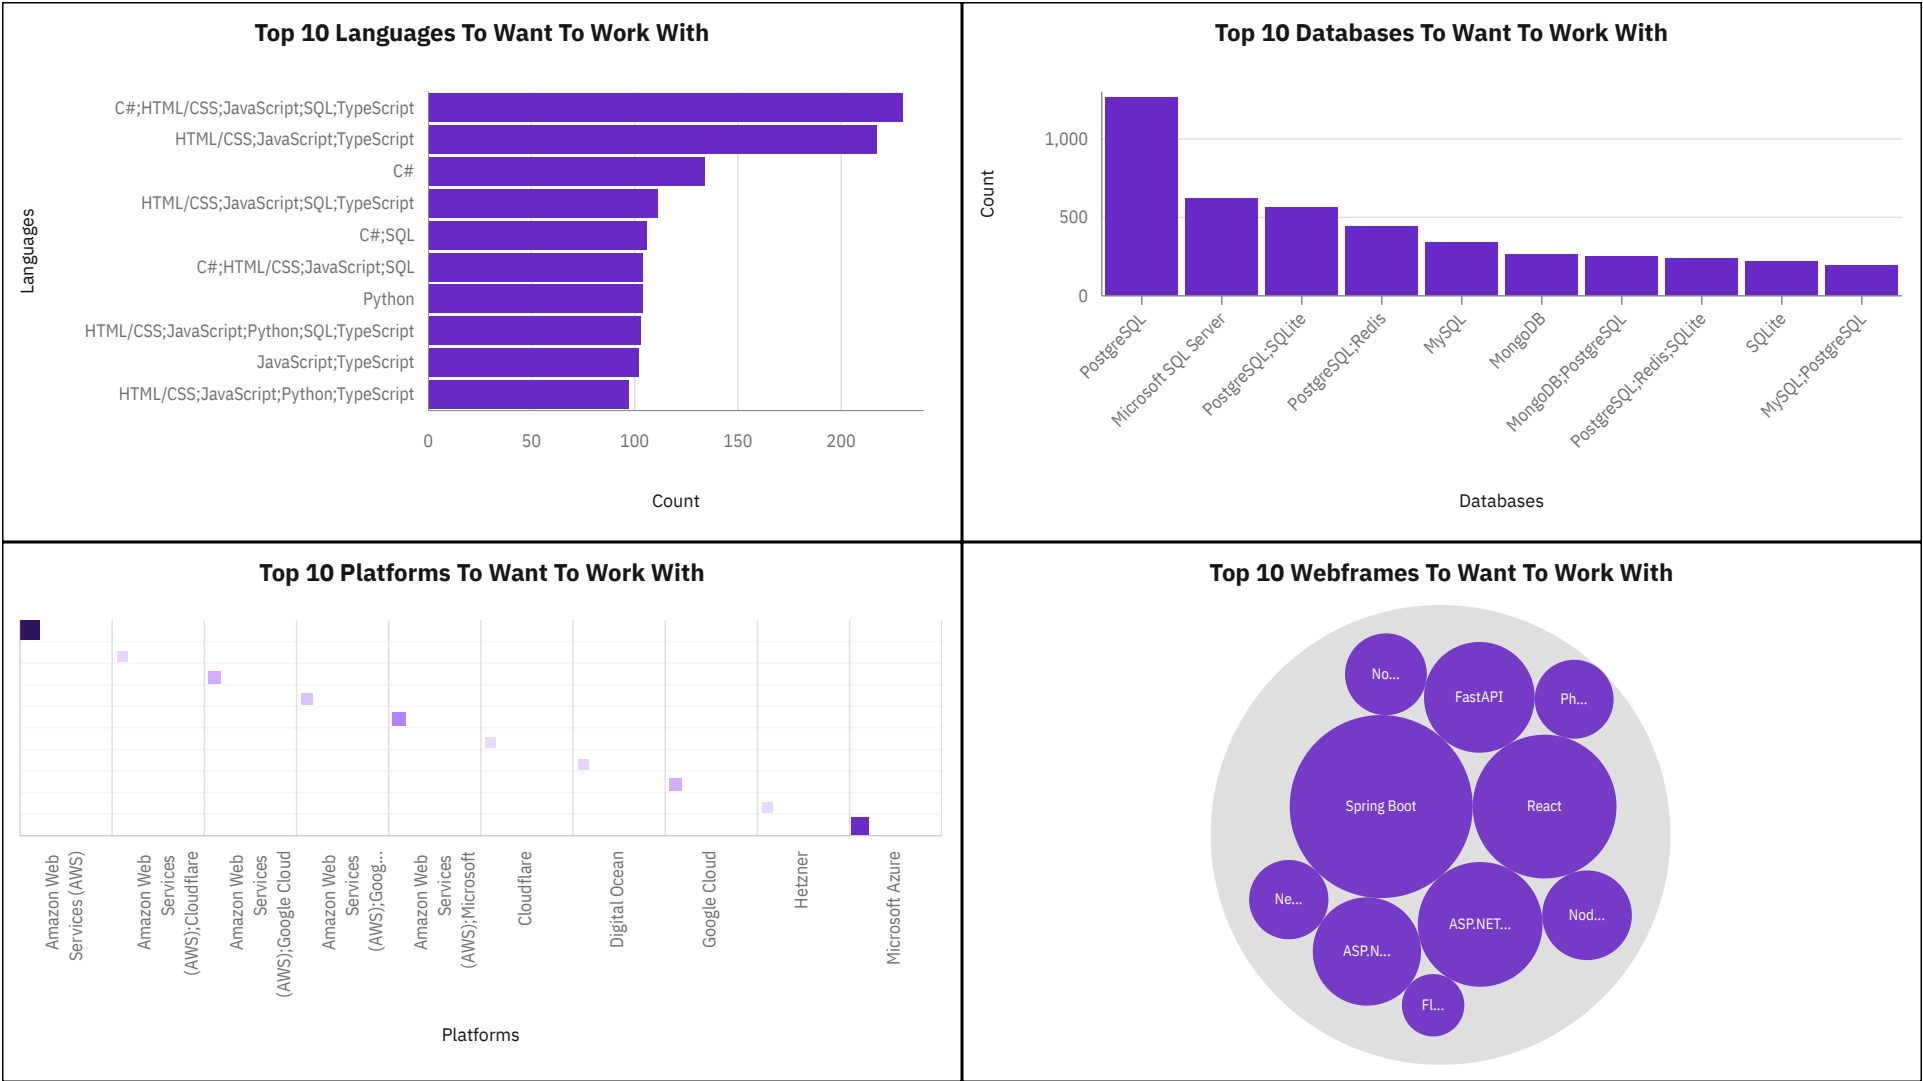 Top 10 Languages To Want To Work With
Languages
C#;HTML/CSS;JavaScript;SQL;TypeScript
HTML/CSS;JavaScript;TypeScript
C#
HTML/CSS;JavaScript;SQL;TypeScript
C#;SQL
C#;HTML/CSS;JavaScript;SQL
Python
HTML/CSS;JavaScript;Python;SQL;TypeScript
JavaScript;TypeScript
HTML/CSS;JavaScript;Python;TypeScript
0 50 100 150 200
Count
Top 10 Databases To Want To Work With
Count
1,000
500
0
PostgreSQL
Microsoft SQL Server
PostgreSQL;SQLite
PostgreSQL;Redis
MySQL
MongoDB
MongoDB;PostgreSQL
PostgreSQL;Redis;SQLite
SQLite
MySQL;PostgreSQL
Databases
Top 10 Platforms To Want To Work With
Amazon Web
Services (AWS)
Amazon Web
Services
(AWS);Cloudflare
Amazon Web
Services
(AWS);Google Cloud
Amazon Web
Services
(AWS);Goog...
Amazon Web
Services
(AWS);Microsoft
Cloudflare
Digital Ocean
Google Cloud
Hetzner
Microsoft Azure
Platforms
Top 10 Webframes To Want To Work With
No...
FastAPI
Ph...
Spring Boot
React
Ne...
ASP.N...
ASP.NET...
Nod...
Fl...